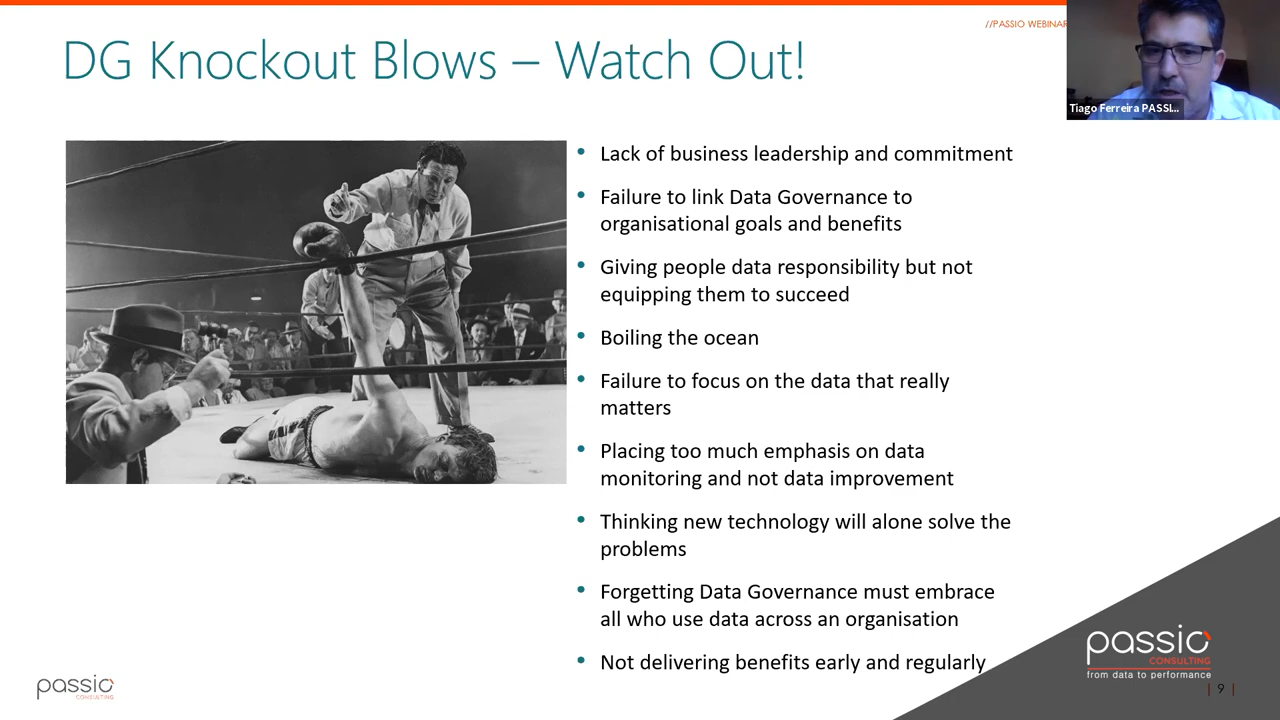 //PASSIO WEBINAR
DG Knockout Blows – Watch Out!
Tiago Ferreira PASSI...
• Lack of business leadership and commitment
• Failure to link Data Governance to
organisational goals and benefits
• Giving people data responsibility but not
equipping them to succeed
• Boiling the ocean
• Failure to focus on the data that really
matters
• Placing too much emphasis on data
monitoring and not data improvement
• Thinking new technology will alone solve the
problems
• Forgetting Data Governance must embrace
all who use data across an organisation
• Not delivering benefits early and regularly
passio
CONSULTING
from data to performance
passio
CONSULTING
| 9 |